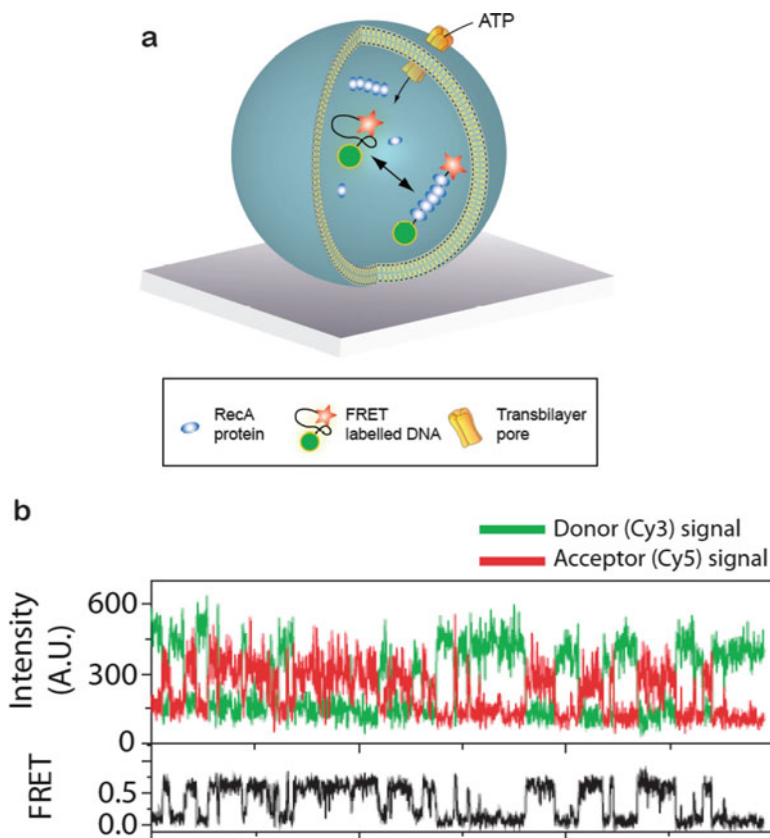 a
ATP
RecA
protein
FRET
labelled DNA
Transbilayer
pore
b
Donor (Cy3) signal
Acceptor (Cy5) signal
Intensity
(A.U.)
600
300
0
FRET
0.5
0.0